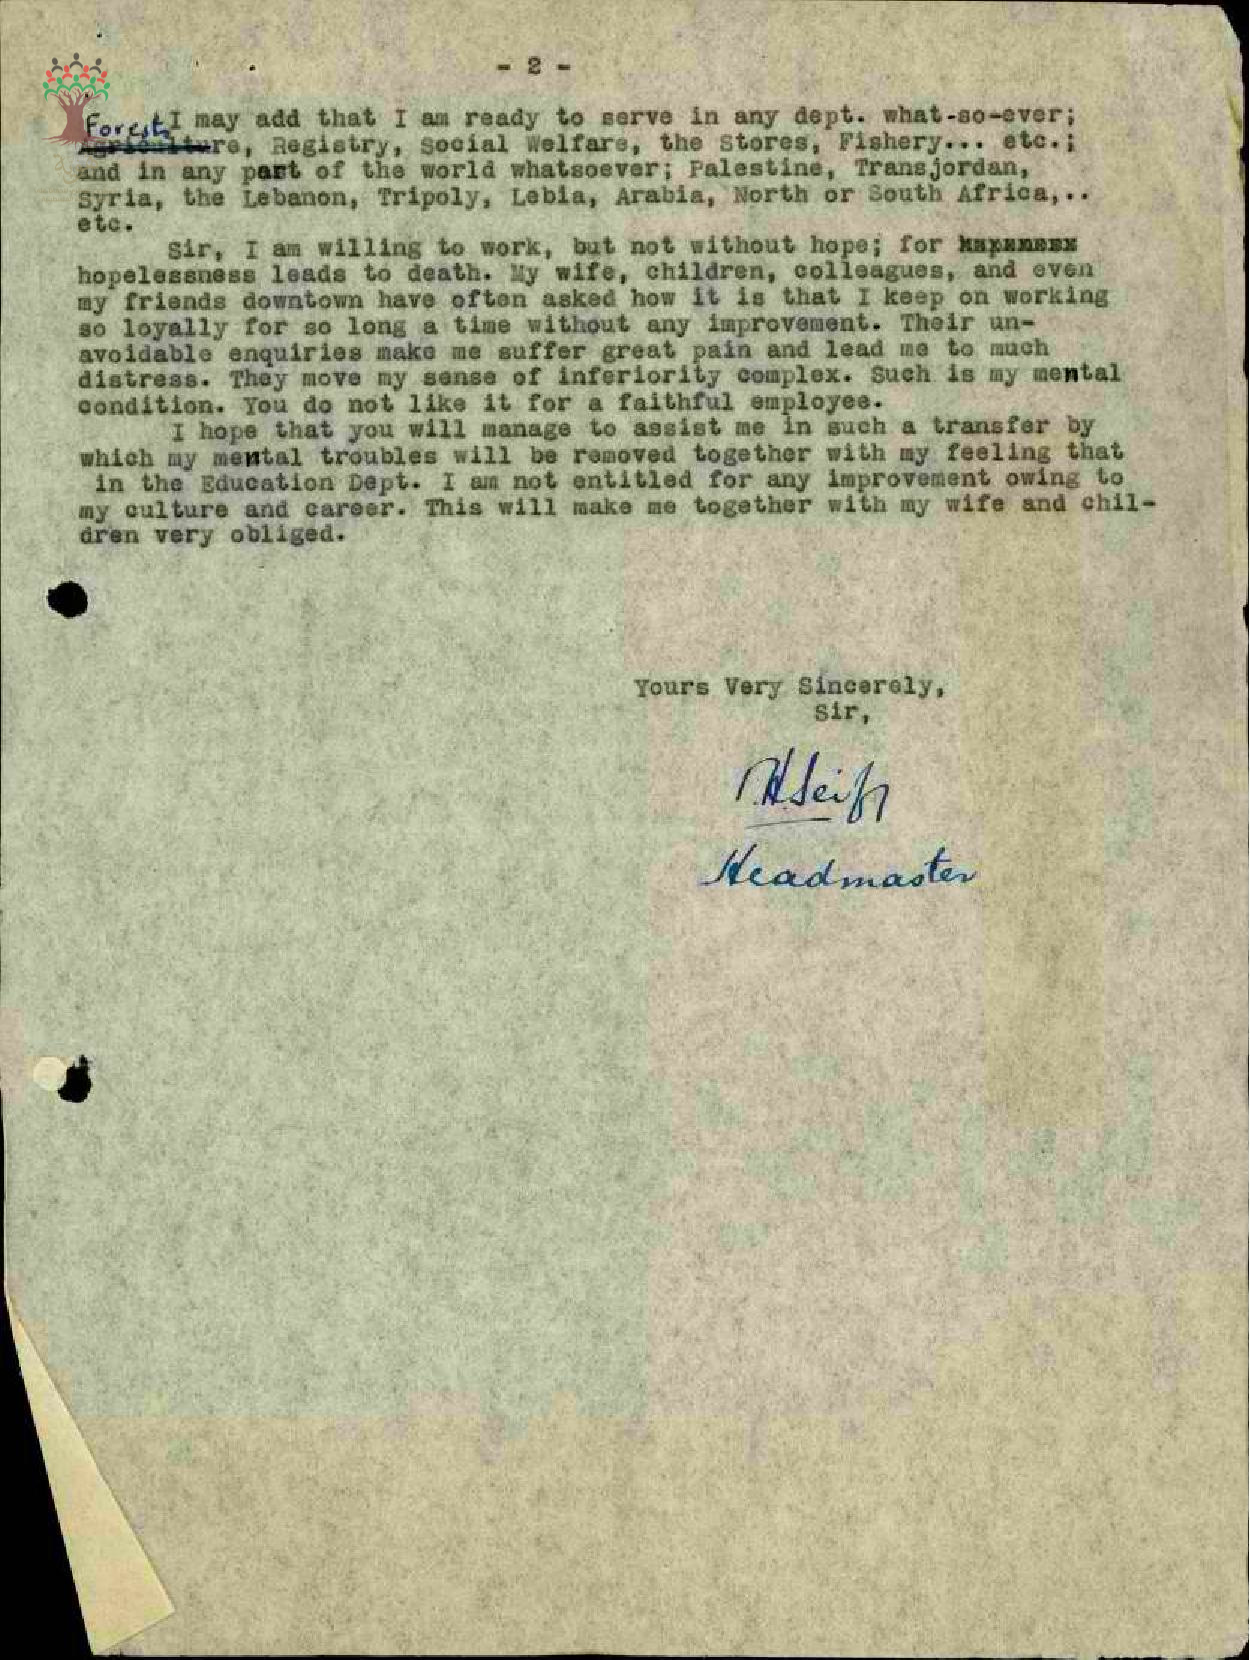 - 2 -
I may add that I am ready to serve in any dept. what-so-ever;
Forests
Agriculture, Registry, Social Welfare, the Stores, Fishery... etc.;
and in any part of the world whatsoever; Palestine, Transjordan,
Syria, the Lebanon, Tripoly, Lebia, Arabia, North or South Africa,..
etc.
Sir, I am willing to work, but not without hope; for
hopelessness leads to death. My wife, children, colleagues, and even
my friends downtown have often asked how it is that I keep on working
so loyally for so long a time without any improvement. Their un-
avoidable enquiries make me suffer great pain and lead me to much
distress. They move my sense of inferiority complex. Such is my mental
condition. You do not like it for a faithful employee.
I hope that you will manage to assist me in such a transfer by
which my mental troubles will be removed together with my feeling that
in the Education Dept. I am not entitled for any improvement owing to
my culture and career. This will make me together with my wife and chil-
dren very obliged.
Yours Very Sincerely,
Sir,
H. Seif
Headmaster